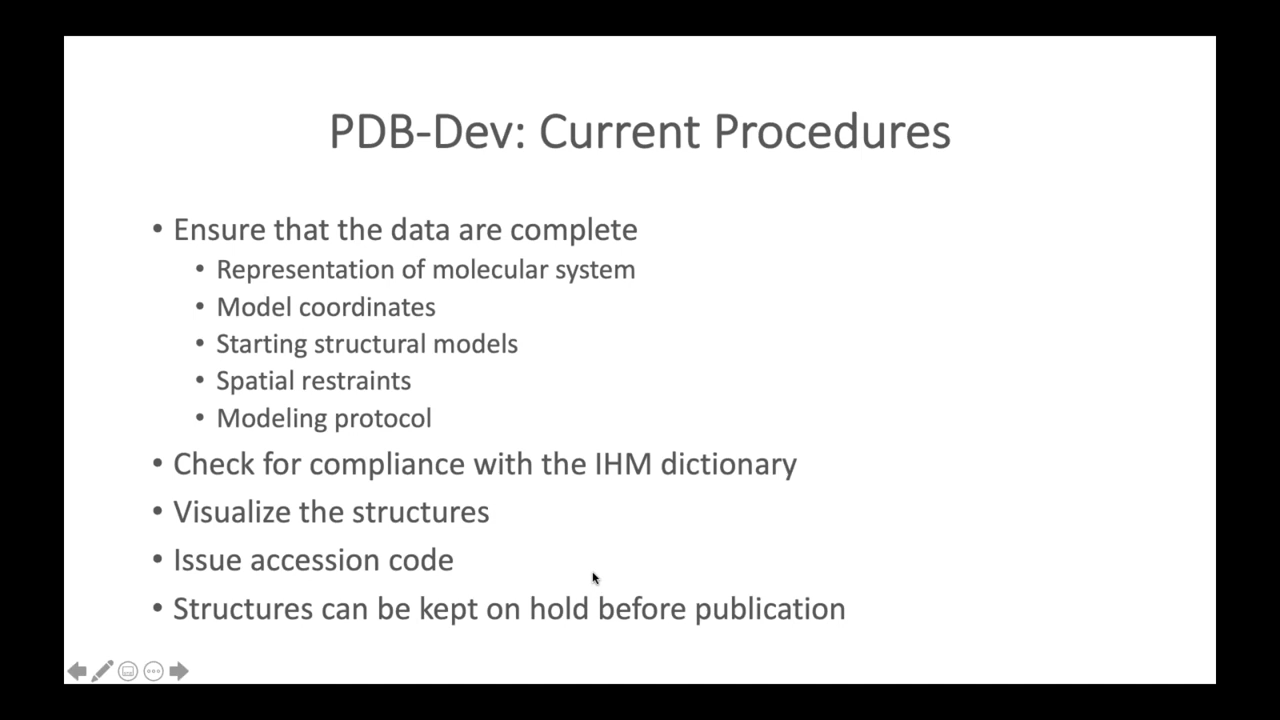 PDB-Dev: Current Procedures
• Ensure that the data are complete
• Representation of molecular system
• Model coordinates
• Starting structural models
• Spatial restraints
• Modeling protocol
• Check for compliance with the IHM dictionary
• Visualize the structures
• Issue accession code
• Structures can be kept on hold before publication